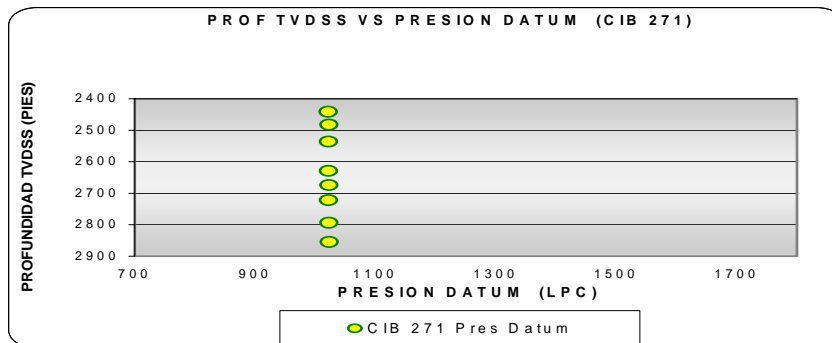 PROF TVDSS VS PRESION DATUM (CIB 271)
PROFUNDIDAD TVDSS (PIES)
2400
2500
2600
2700
2800
2900
700 900 1100 1300 1500 1700
PRESION DATUM (LPC)
CIB 271 Pres Datum